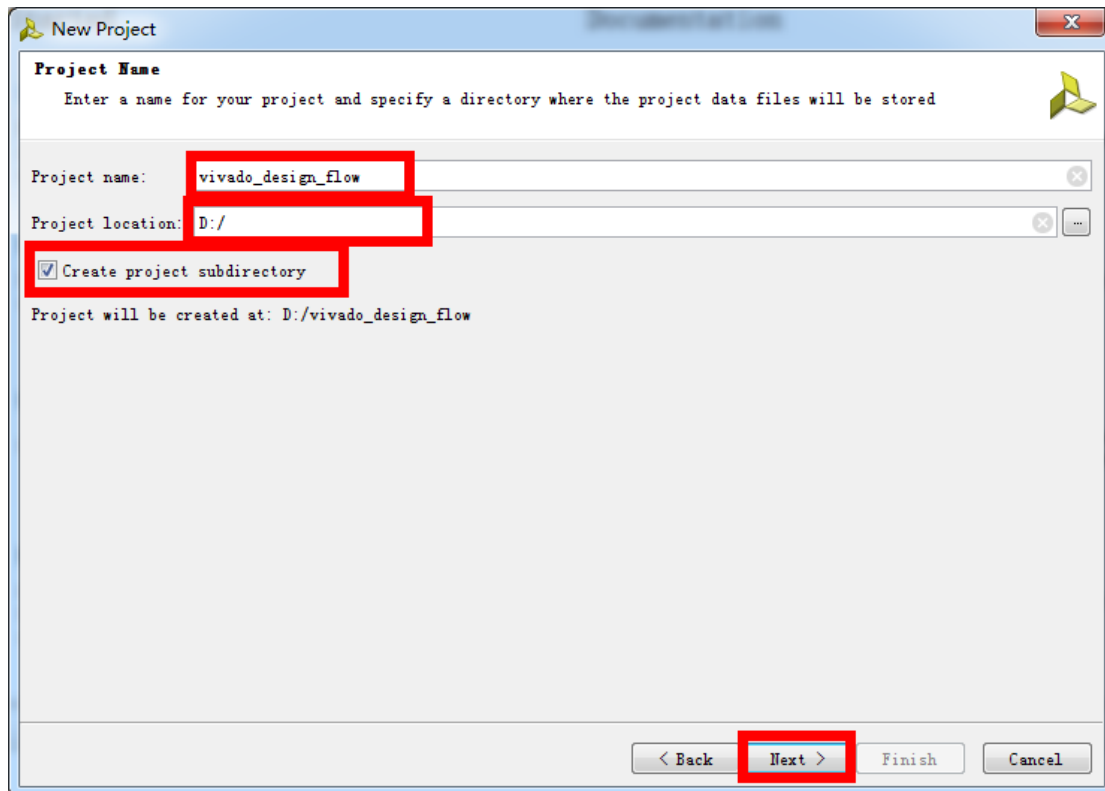 New Project
Project Name
Enter a name for your project and specify a directory where the project data files will be stored
Project name: vivado_design_flow
Project location: D:/ ...
Create project subdirectory
Project will be created at: D:/vivado_design_flow
< Back Next > Finish Cancel